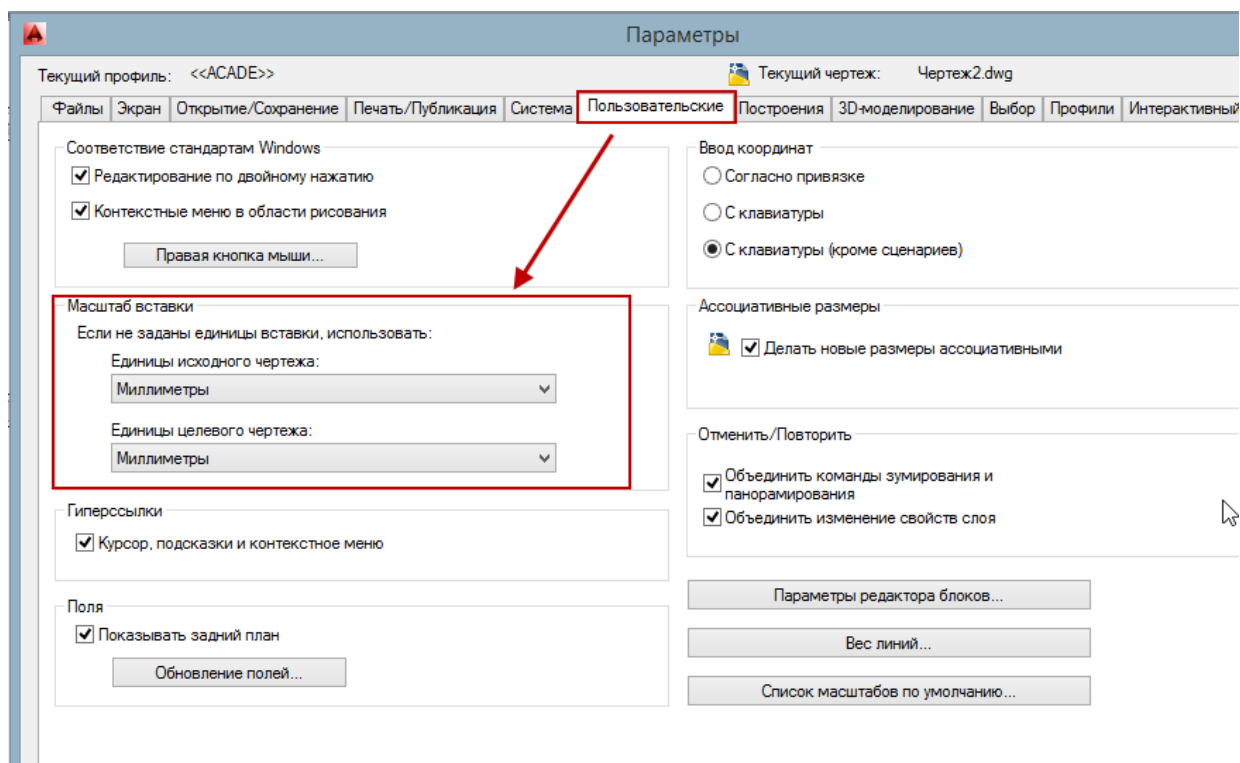 Параметры
Текущий профиль: <<ACADE>> Текущий чертеж: Чертеж2.dwg
Файлы Экран Открытие/Сохранение Печать/Публикация Система Пользовательские Построения 3D-моделирование Выбор Профили Интерактивный
Соответствие стандартам Windows
Редактирование по двойному нажатию
Контекстные меню в области рисования
Правая кнопка мыши...
Масштаб вставки
Если не заданы единицы вставки, использовать:
Единицы исходного чертежа:
Миллиметры
Единицы целевого чертежа:
Миллиметры
Гиперссылки
Курсор, подсказки и контекстное меню
Поля
Показывать задний план
Обновление полей...
Ввод координат
Согласно привязке
С клавиатуры
С клавиатуры (кроме сценариев)
Ассоциативные размеры
Делать новые размеры ассоциативными
Отменить/Повторить
Объединить команды зумирования и
панорамирования
Объединить изменение свойств слоя
Параметры редактора блоков...
Вес линий...
Список масштабов по умолчанию...